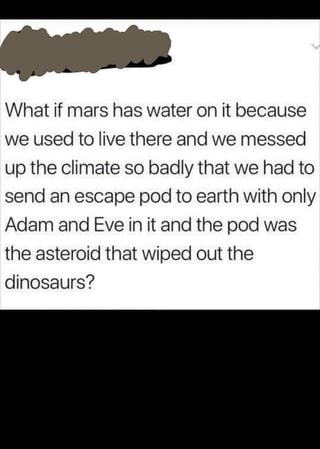 What if mars has water on it because
we used to live there and we messed
up the climate so badly that we had to
send an escape pod to earth with only
Adam and Eve in it and the pod was
the asteroid that wiped out the
dinosaurs?